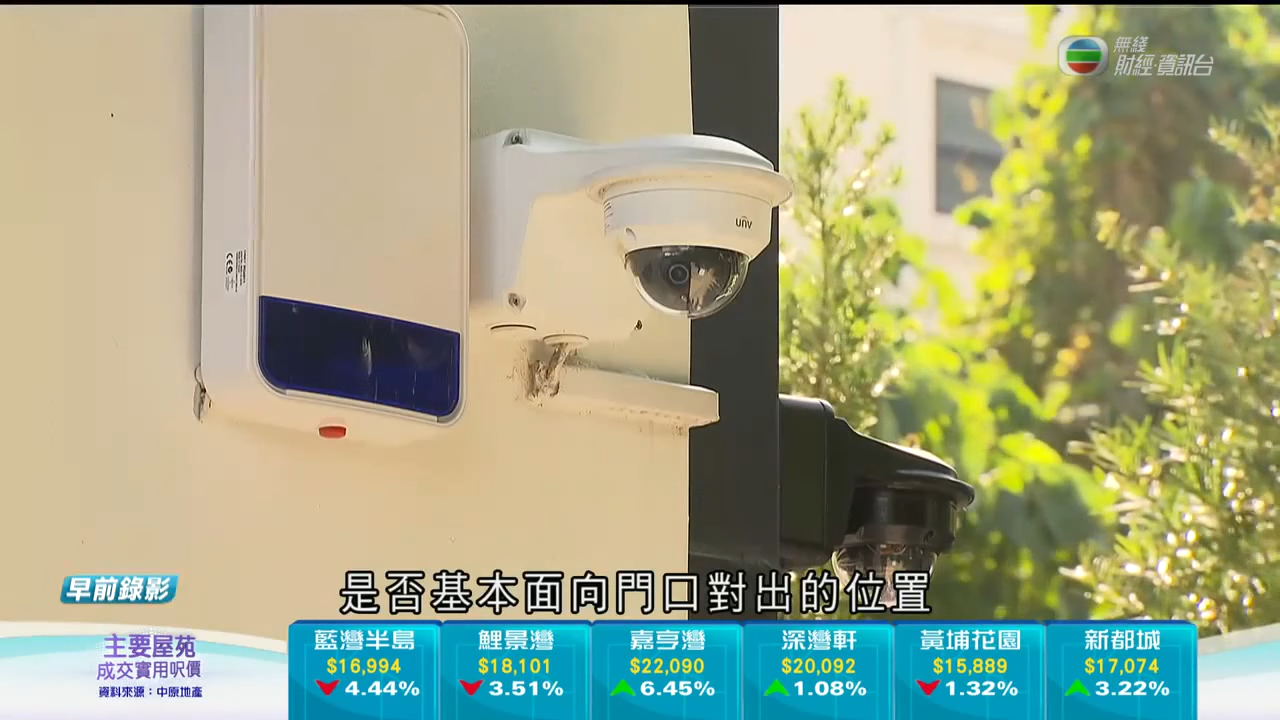 無綫
財經·資訊台
unv
CE
早前錄影
是否基本面向門口對出的位置
主要屋苑
成交實用呎價
資料來源：中原地產
藍灣半島
$16,994
4.44%
鯉景灣
$18,101
3.51%
嘉亨灣
$22,090
6.45%
深灣軒
$20,092
1.08%
黃埔花園
$15,889
1.32%
新都城
$17,074
3.22%